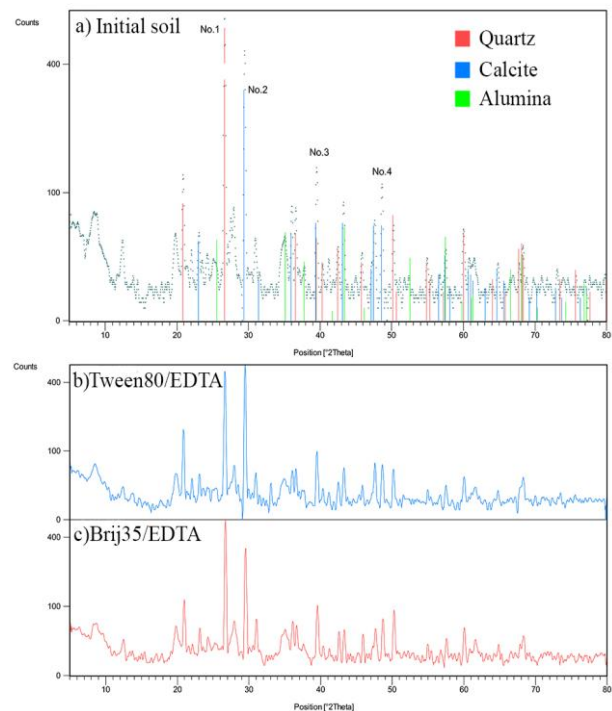 Counts
a) Initial soil
No.1
Quartz
Calcite
Alumina
400
No.2
No.3
No.4
100
0
10 20 30 40 50 60 70 80
Position [°2Theta]
Counts
b)Tween80/EDTA
400
100
0
c)Brij35/EDTA
400
100
0
10 20 30 40 50 60 70 80
Position [°2Theta]